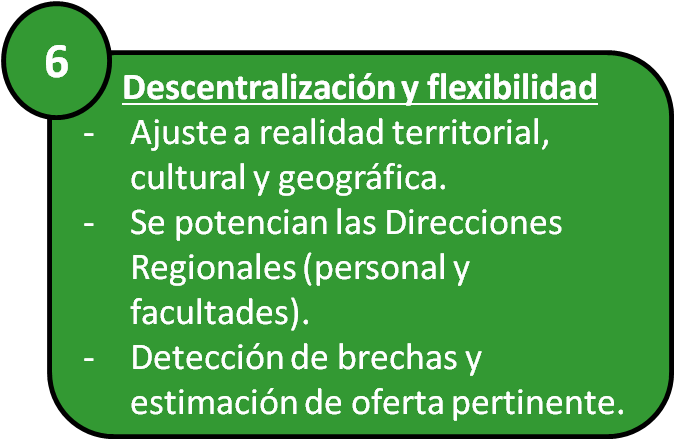 6
Descentralización y flexibilidad
- Ajuste a realidad territorial,
cultural y geográfica.
- Se potencian las Direcciones
Regionales (personal y
facultades).
- Detección de brechas y
estimación de oferta pertinente.